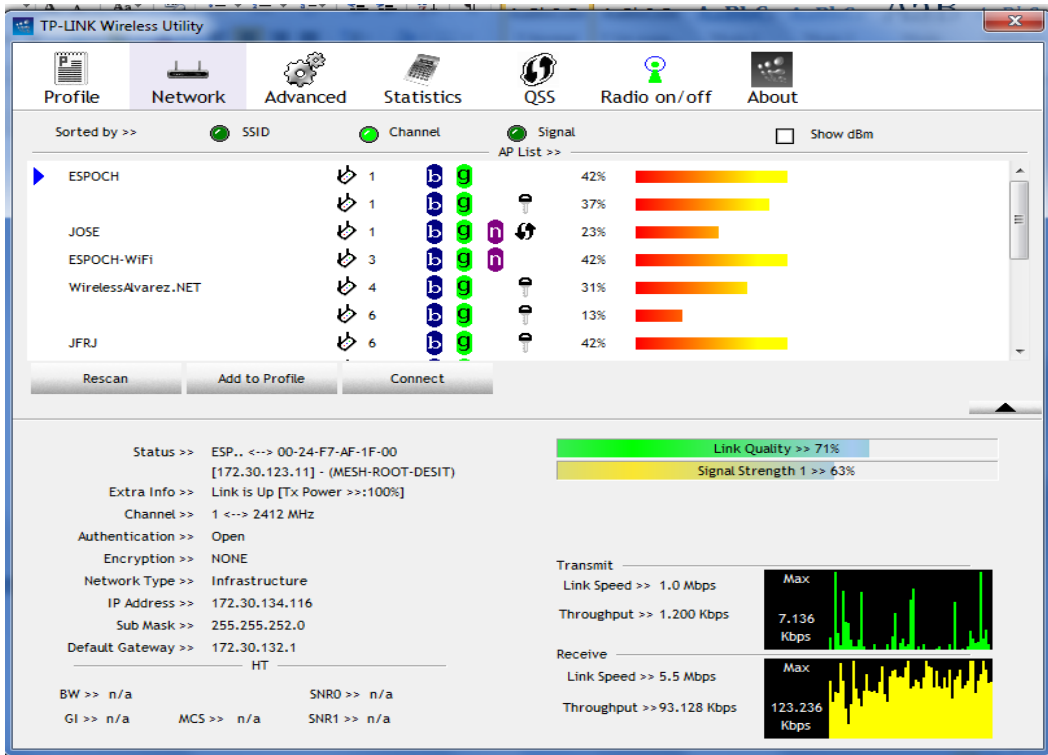 TP-LINK Wireless Utility
Profile Network Advanced Statistics QSS Radio on/off About
Sorted by >> SSID Channel Signal Show dBm
AP List >>
ESPOCH 1 b g 42%
1 b g 37%
JOSE 1 b g n 23%
ESPOCH-WiFi 3 b g n 42%
WirelessAlvarez.NET 4 b g 31%
6 b g 13%
JFRJ 6 b g 42%
Rescan Add to Profile Connect
Status >> ESP.. <--> 00-24-F7-AF-1F-00
[172.30.123.11] - (MESH-ROOT-DESIT)
Extra Info >> Link is Up [Tx Power >>:100%]
Channel >> 1 <--> 2412 MHz
Authentication >> Open
Encryption >> NONE
Network Type >> Infrastructure
IP Address >> 172.30.134.116
Sub Mask >> 255.255.252.0
Default Gateway >> 172.30.132.1
HT
BW >> n/a SNR0 >> n/a
GI >> n/a MCS >> n/a SNR1 >> n/a
Link Quality >> 71%
Signal Strength 1 >> 63%
Transmit
Link Speed >> 1.0 Mbps
Throughput >> 1.200 Kbps
Max
7.136
Kbps
Receive
Link Speed >> 5.5 Mbps
Throughput >>93.128 Kbps
Max
123.236
Kbps